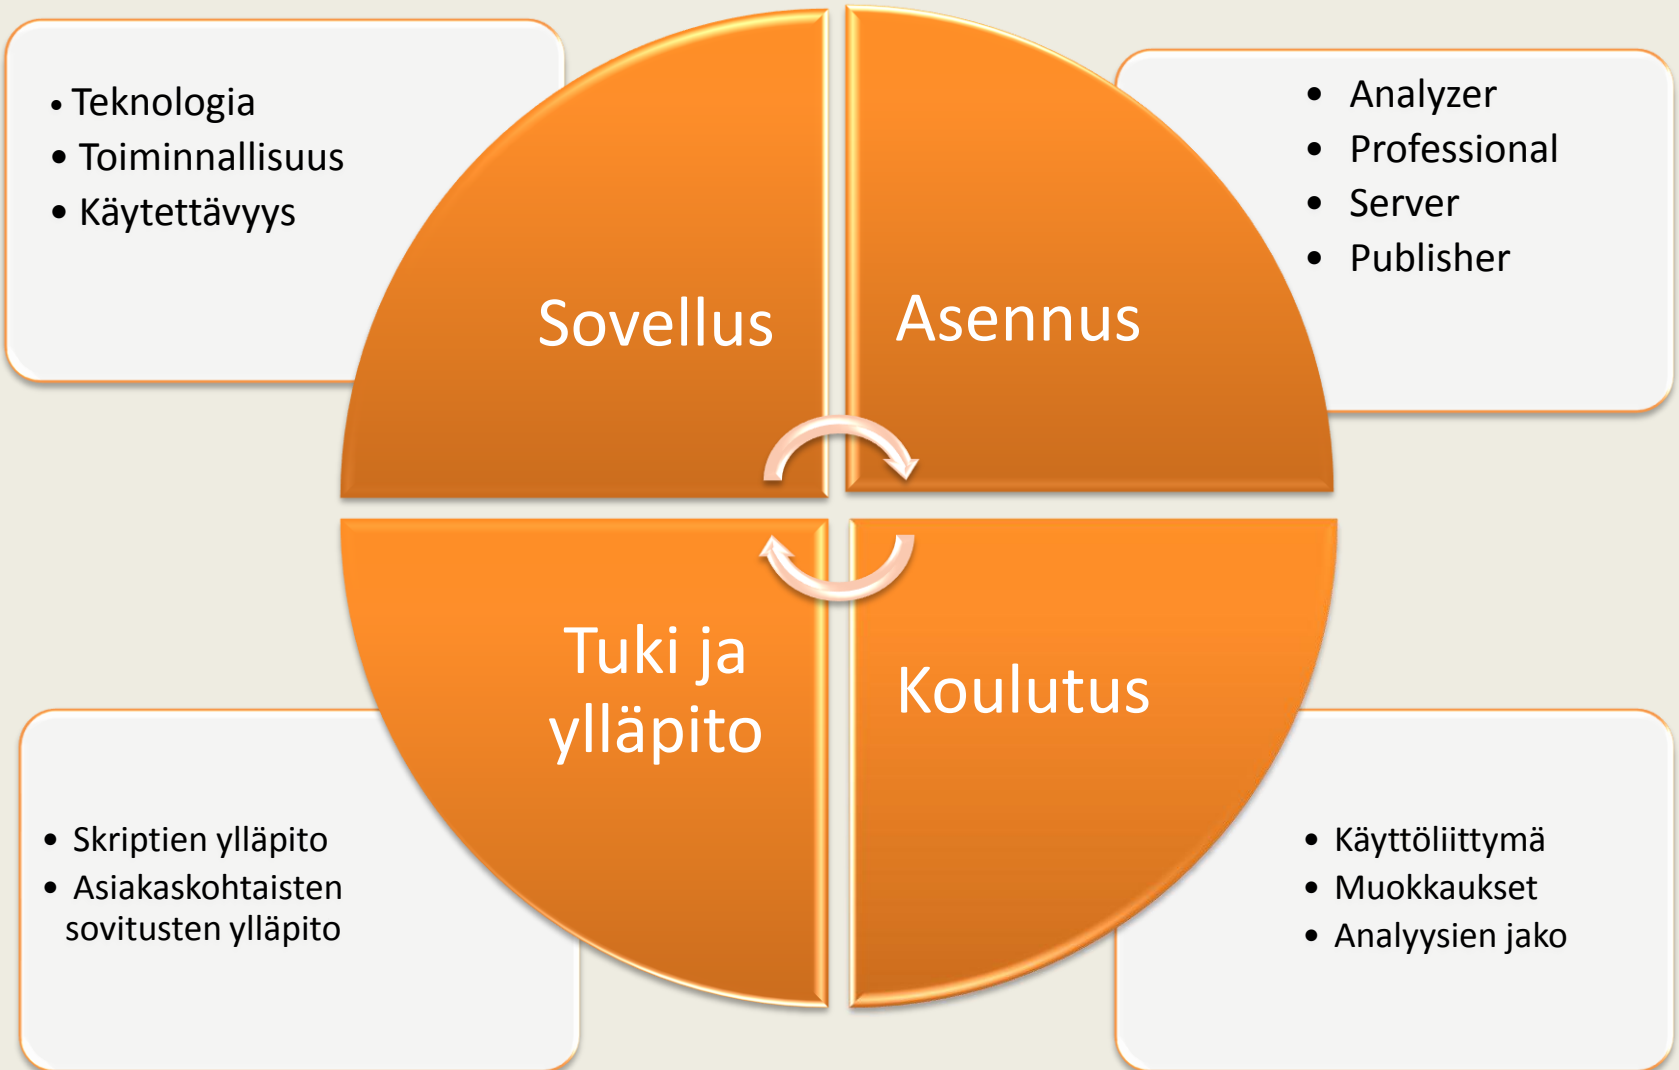 • Teknologia
• Toiminnallisuus
• Käytettävyys
Sovellus
Asennus
• Analyzer
• Professional
• Server
• Publisher
Tuki ja
ylläpito
Koulutus
• Skriptien ylläpito
• Asiakaskohtaisten
sovitusten ylläpito
• Käyttöliittymä
• Muokkaukset
• Analyysien jako